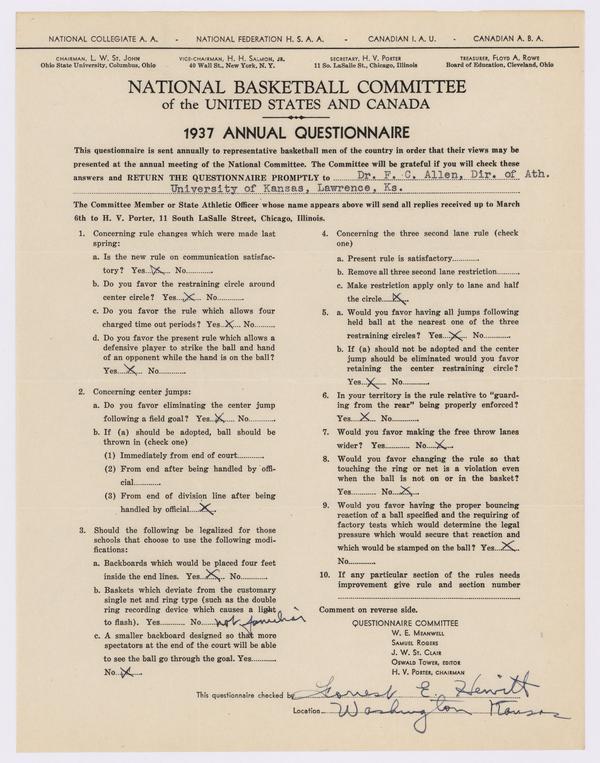 NATIONAL COLLEGIATE A. A. - NATIONAL FEDERATION H. S. A. A. - CANADIAN I. A. U. - CANADIAN A. B. A.
CHAIRMAN, L. W. ST. JOHN
Ohio State University, Columbus, Ohio
VICE-CHAIRMAN, H. H. SALMON, JR.
40 Wall St., New York, N. Y.
SECRETARY, H. V. PORTER
11 So. LaSalle St., Chicago, Illinois
TREASURER, FLOYD A. ROWE
Board of Education, Cleveland, Ohio
NATIONAL BASKETBALL COMMITTEE
of the UNITED STATES AND CANADA
1937 ANNUAL QUESTIONNAIRE
This questionnaire is sent annually to representative basketball men of the country in order that their views may be
presented at the annual meeting of the National Committee. The Committee will be grateful if you will check these
answers and RETURN THE QUESTIONNAIRE PROMPTLY to Dr. F. C. Allen, Dir. of Ath.
University of Kansas, Lawrence, Ks.
The Committee Member or State Athletic Officer whose name appears above will send all replies received up to March
6th to H. V. Porter, 11 South LaSalle Street, Chicago, Illinois.
1. Concerning rule changes which were made last
spring:
a. Is the new rule on communication satisfac-
tory? Yes..X... No............
b. Do you favor the restraining circle around
center circle? Yes..X... No............
c. Do you favor the rule which allows four
charged time out periods? Yes..X... No..........
d. Do you favor the present rule which allows a
defensive player to strike the ball and hand
of an opponent while the hand is on the ball?
Yes..X... No............
2. Concerning center jumps:
a. Do you favor eliminating the center jump
following a field goal? Yes..X... No...........
b. If (a) should be adopted, ball should be
thrown in (check one)
(1) Immediately from end of court............
(2) From end after being handled by offi-
cial............
(3) From end of division line after being
handled by official..X...
3. Should the following be legalized for those
schools that choose to use the following modi-
fications:
a. Backboards which would be placed four feet
inside the end lines. Yes..X... No............
b. Baskets which deviate from the customary
single net and ring type (such as the double
ring recording device which causes a light
to flash). Yes............ No....not familiar
c. A smaller backboard designed so that more
spectators at the end of the court will be able
to see the ball go through the goal. Yes...........
No..X...
4. Concerning the three second lane rule (check
one)
a. Present rule is satisfactory............
b. Remove all three second lane restriction...........
c. Make restriction apply only to lane and half
the circle..X...
5. a. Would you favor having all jumps following
held ball at the nearest one of the three
restraining circles? Yes..X... No............
b. If (a) should not be adopted and the center
jump should be eliminated would you favor
retaining the center restraining circle?
Yes..X... No............
6. In your territory is the rule relative to "guard-
ing from the rear" being properly enforced?
Yes..X... No............
7. Would you favor making the free throw lanes
wider? Yes............ No..X...
8. Would you favor changing the rule so that
touching the ring or net is a violation even
when the ball is not on or in the basket?
Yes............ No..X...
9. Would you favor having the proper bouncing
reaction of a ball specified and the requiring of
factory tests which would determine the legal
pressure which would secure that reaction and
which would be stamped on the ball? Yes..X...
No............
10. If any particular section of the rules needs
improvement give rule and section number
Comment on reverse side.
QUESTIONNAIRE COMMITTEE
W. E. MEANWELL
SAMUEL ROGERS
J. W. ST. CLAIR
OSWALD TOWER, EDITOR
H. V. PORTER, CHAIRMAN
This questionnaire checked by Forrest E. Hewitt
Location Washington Kansas